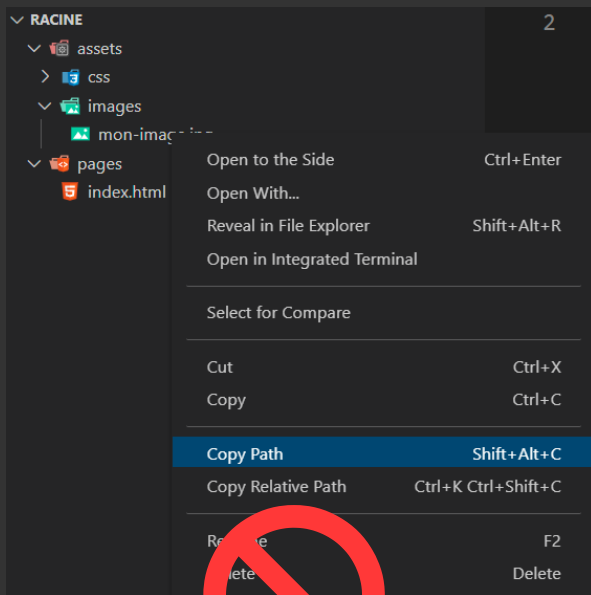 RACINE
2
assets
css
images
pages
index.html
Open to the Side Ctrl+Enter
Open With...
Reveal in File Explorer Shift+Alt+R
Open in Integrated Terminal
Select for Compare
Cut Ctrl+X
Copy Ctrl+C
Copy Path Shift+Alt+C
Copy Relative Path Ctrl+K Ctrl+Shift+C
F2
Delete